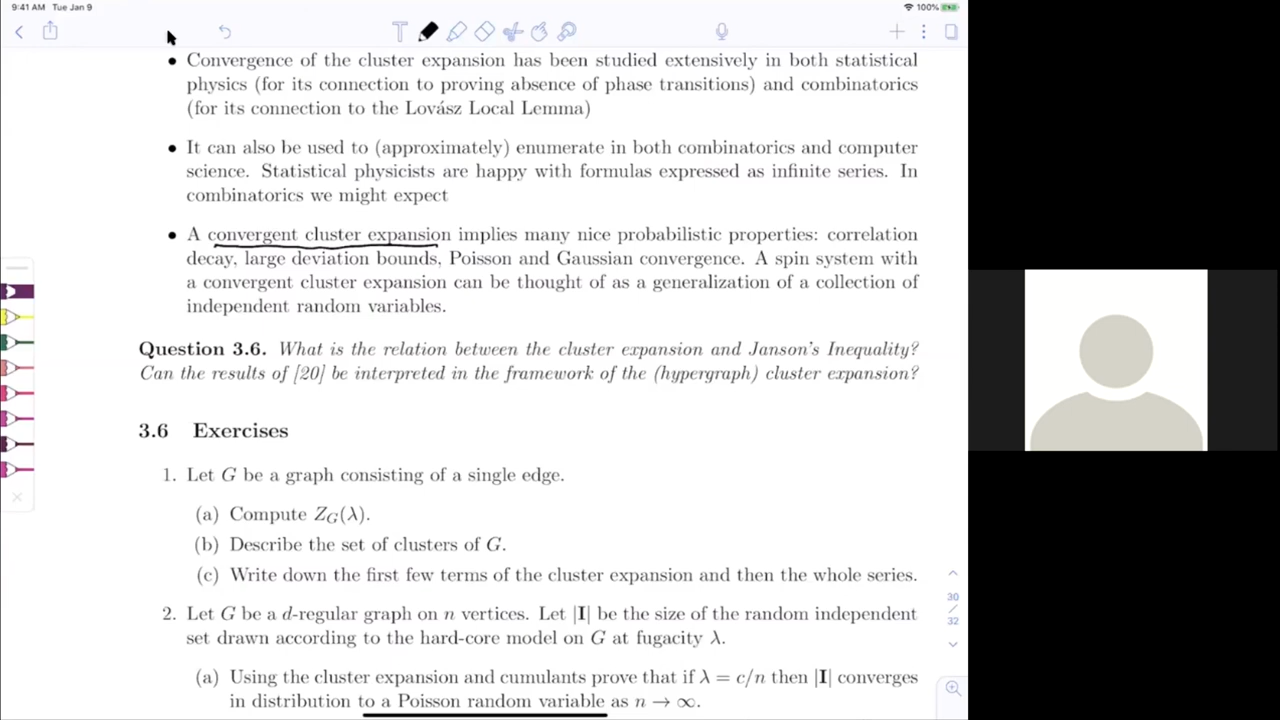 9:41 AM Tue Jan 9
100%
• Convergence of the cluster expansion has been studied extensively in both statistical
physics (for its connection to proving absence of phase transitions) and combinatorics
(for its connection to the Lovász Local Lemma)
• It can also be used to (approximately) enumerate in both combinatorics and computer
science. Statistical physicists are happy with formulas expressed as infinite series. In
combinatorics we might expect
• A convergent cluster expansion implies many nice probabilistic properties: correlation
decay, large deviation bounds, Poisson and Gaussian convergence. A spin system with
a convergent cluster expansion can be thought of as a generalization of a collection of
independent random variables.
Question 3.6. What is the relation between the cluster expansion and Janson's Inequality?
Can the results of [20] be interpreted in the framework of the (hypergraph) cluster expansion?
3.6 Exercises
1. Let G be a graph consisting of a single edge.
(a) Compute Z_G(λ).
(b) Describe the set of clusters of G.
(c) Write down the first few terms of the cluster expansion and then the whole series.
30
/
32
2. Let G be a d-regular graph on n vertices. Let |I| be the size of the random independent
set drawn according to the hard-core model on G at fugacity λ.
(a) Using the cluster expansion and cumulants prove that if λ = c/n then |I| converges
in distribution to a Poisson random variable as n → ∞.